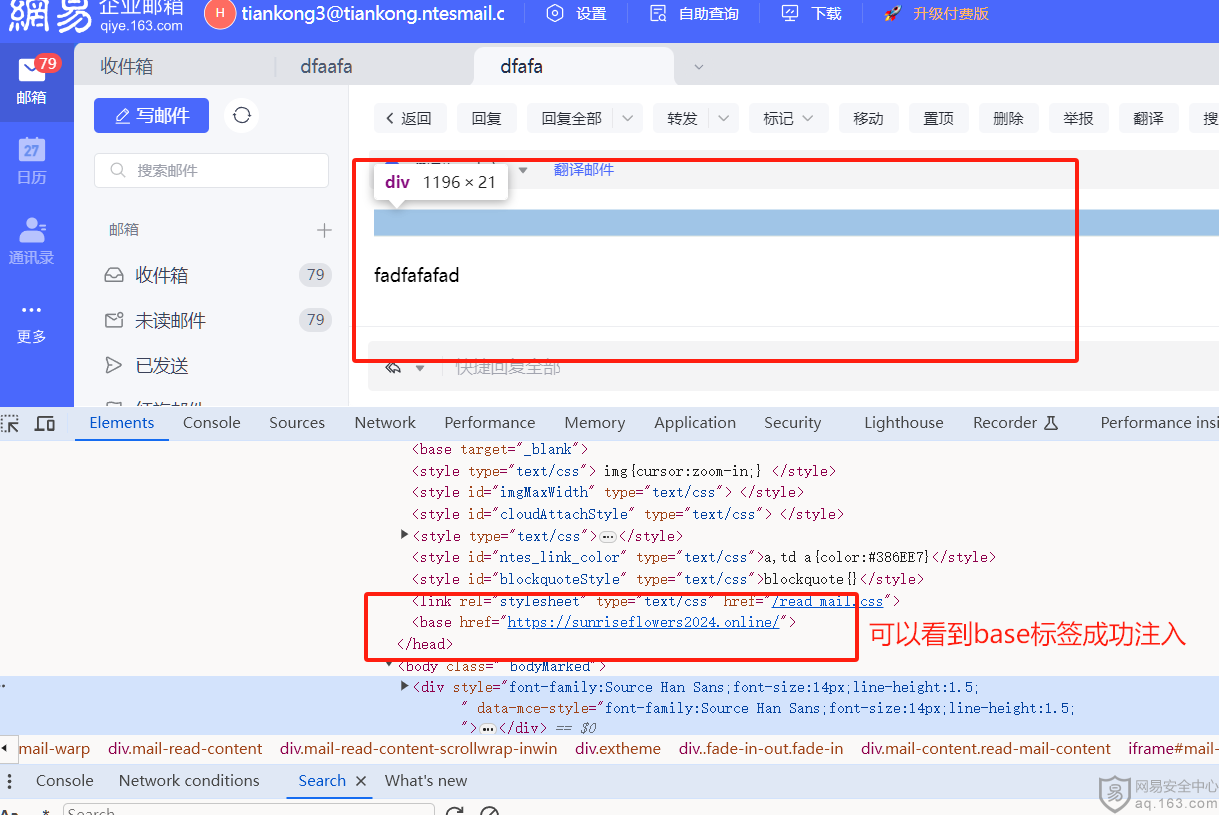 網易 企业邮箱
qiye.163.com
H tiankong3@tiankong.ntesmail.c 设置 自助查询 下载 升级付费版
79
邮箱
27
日历
通讯录
更多
收件箱 dfaafa dfafa
写邮件
搜索邮件
邮箱
收件箱 79
未读邮件 79
已发送
返回 回复 回复全部 转发 标记 移动 置顶 删除 举报 翻译 搜
翻译邮件
div 1196 × 21
fadfafafad
快捷回复全部
Elements Console Sources Network Performance Memory Application Security Lighthouse Recorder Performance insi
<base target="_blank">
<style type="text/css"> img{cursor:zoom-in;} </style>
<style id="imgMaxWidth" type="text/css"> </style>
<style id="cloudAttachStyle" type="text/css"> </style>
<style type="text/css">…</style>
<style id="ntes_link_color" type="text/css">a,td a{color:#386EE7}</style>
<style id="blockquoteStyle" type="text/css">blockquote{}</style>
<link rel="stylesheet" type="text/css" href="/read_mail.css">
<base href="https://sunriseflowers2024.online/">
</head>
可以看到base标签成功注入
<body class=" bodyMarked">
<div style="font-family:Source Han Sans;font-size:14px;line-height:1.5;
" data-mce-style="font-family:Source Han Sans;font-size:14px;line-height:1.5;
">…</div> == $0
mail-warp div.mail-read-content div.mail-read-content-scrollwrap-inwin div.extheme div..fade-in-out.fade-in div.mail-content.read-mail-content iframe#mail-
Console Network conditions Search What's new
Aa .* Search
网易安全中心
aq.163.com